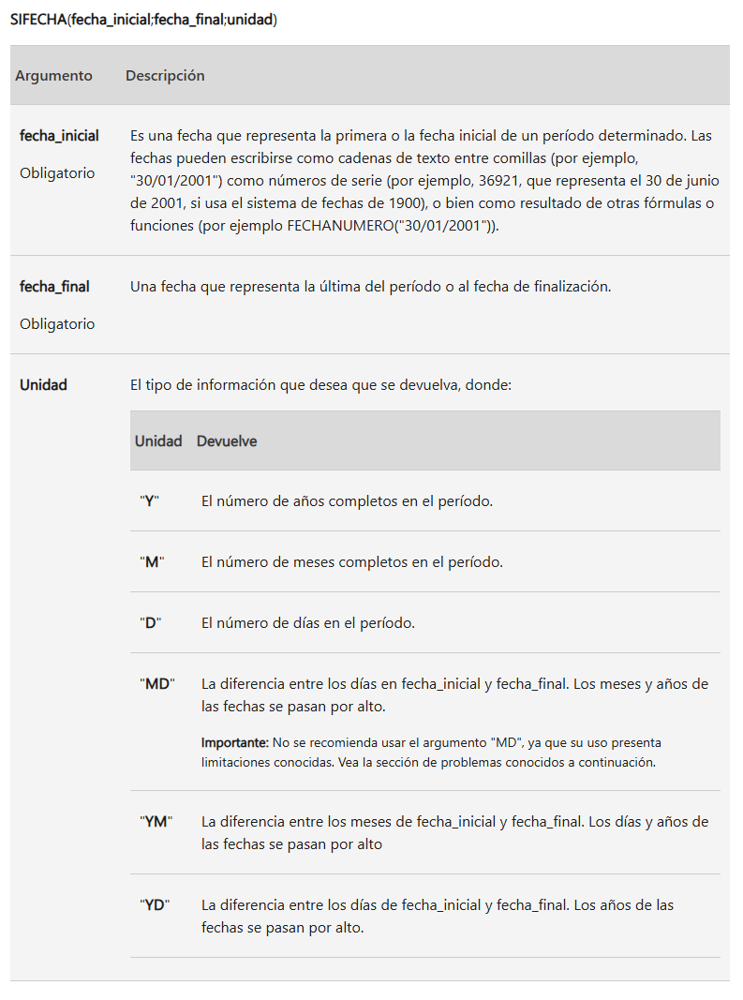 SIFECHA(fecha_inicial;fecha_final;unidad)
Argumento Descripción
fecha_inicial Es una fecha que representa la primera o la fecha inicial de un período determinado. Las
fechas pueden escribirse como cadenas de texto entre comillas (por ejemplo,
Obligatorio "30/01/2001") como números de serie (por ejemplo, 36921, que representa el 30 de junio
de 2001, si usa el sistema de fechas de 1900), o bien como resultado de otras fórmulas o
funciones (por ejemplo FECHANUMERO("30/01/2001")).
fecha_final Una fecha que representa la última del período o al fecha de finalización.
Obligatorio
Unidad El tipo de información que desea que se devuelva, donde:
Unidad Devuelve
"Y" El número de años completos en el período.
"M" El número de meses completos en el período.
"D" El número de días en el período.
"MD" La diferencia entre los días en fecha_inicial y fecha_final. Los meses y años de
las fechas se pasan por alto.
Importante: No se recomienda usar el argumento "MD", ya que su uso presenta
limitaciones conocidas. Vea la sección de problemas conocidos a continuación.
"YM" La diferencia entre los meses de fecha_inicial y fecha_final. Los días y años de
las fechas se pasan por alto
"YD" La diferencia entre los días de fecha_inicial y fecha_final. Los años de las
fechas se pasan por alto.